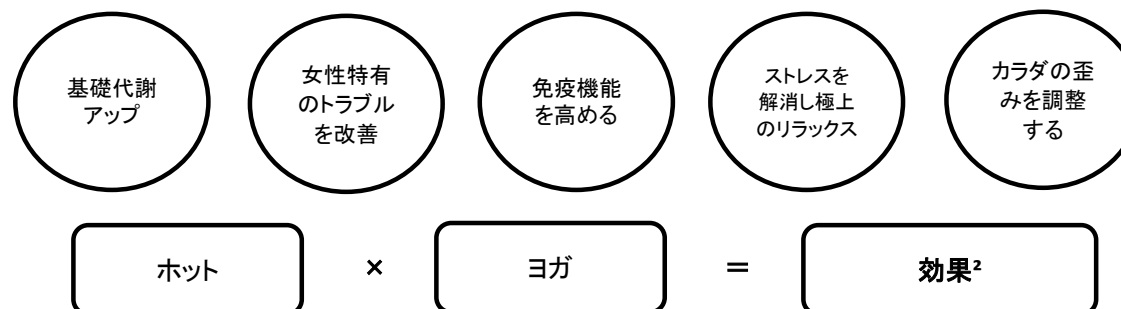 基礎代謝
アップ
女性特有
のトラブル
を改善
免疫機能
を高める
ストレスを
解消し極上
のリラックス
カラダの歪
みを調整
する
ホット × ヨガ ＝ 効果²